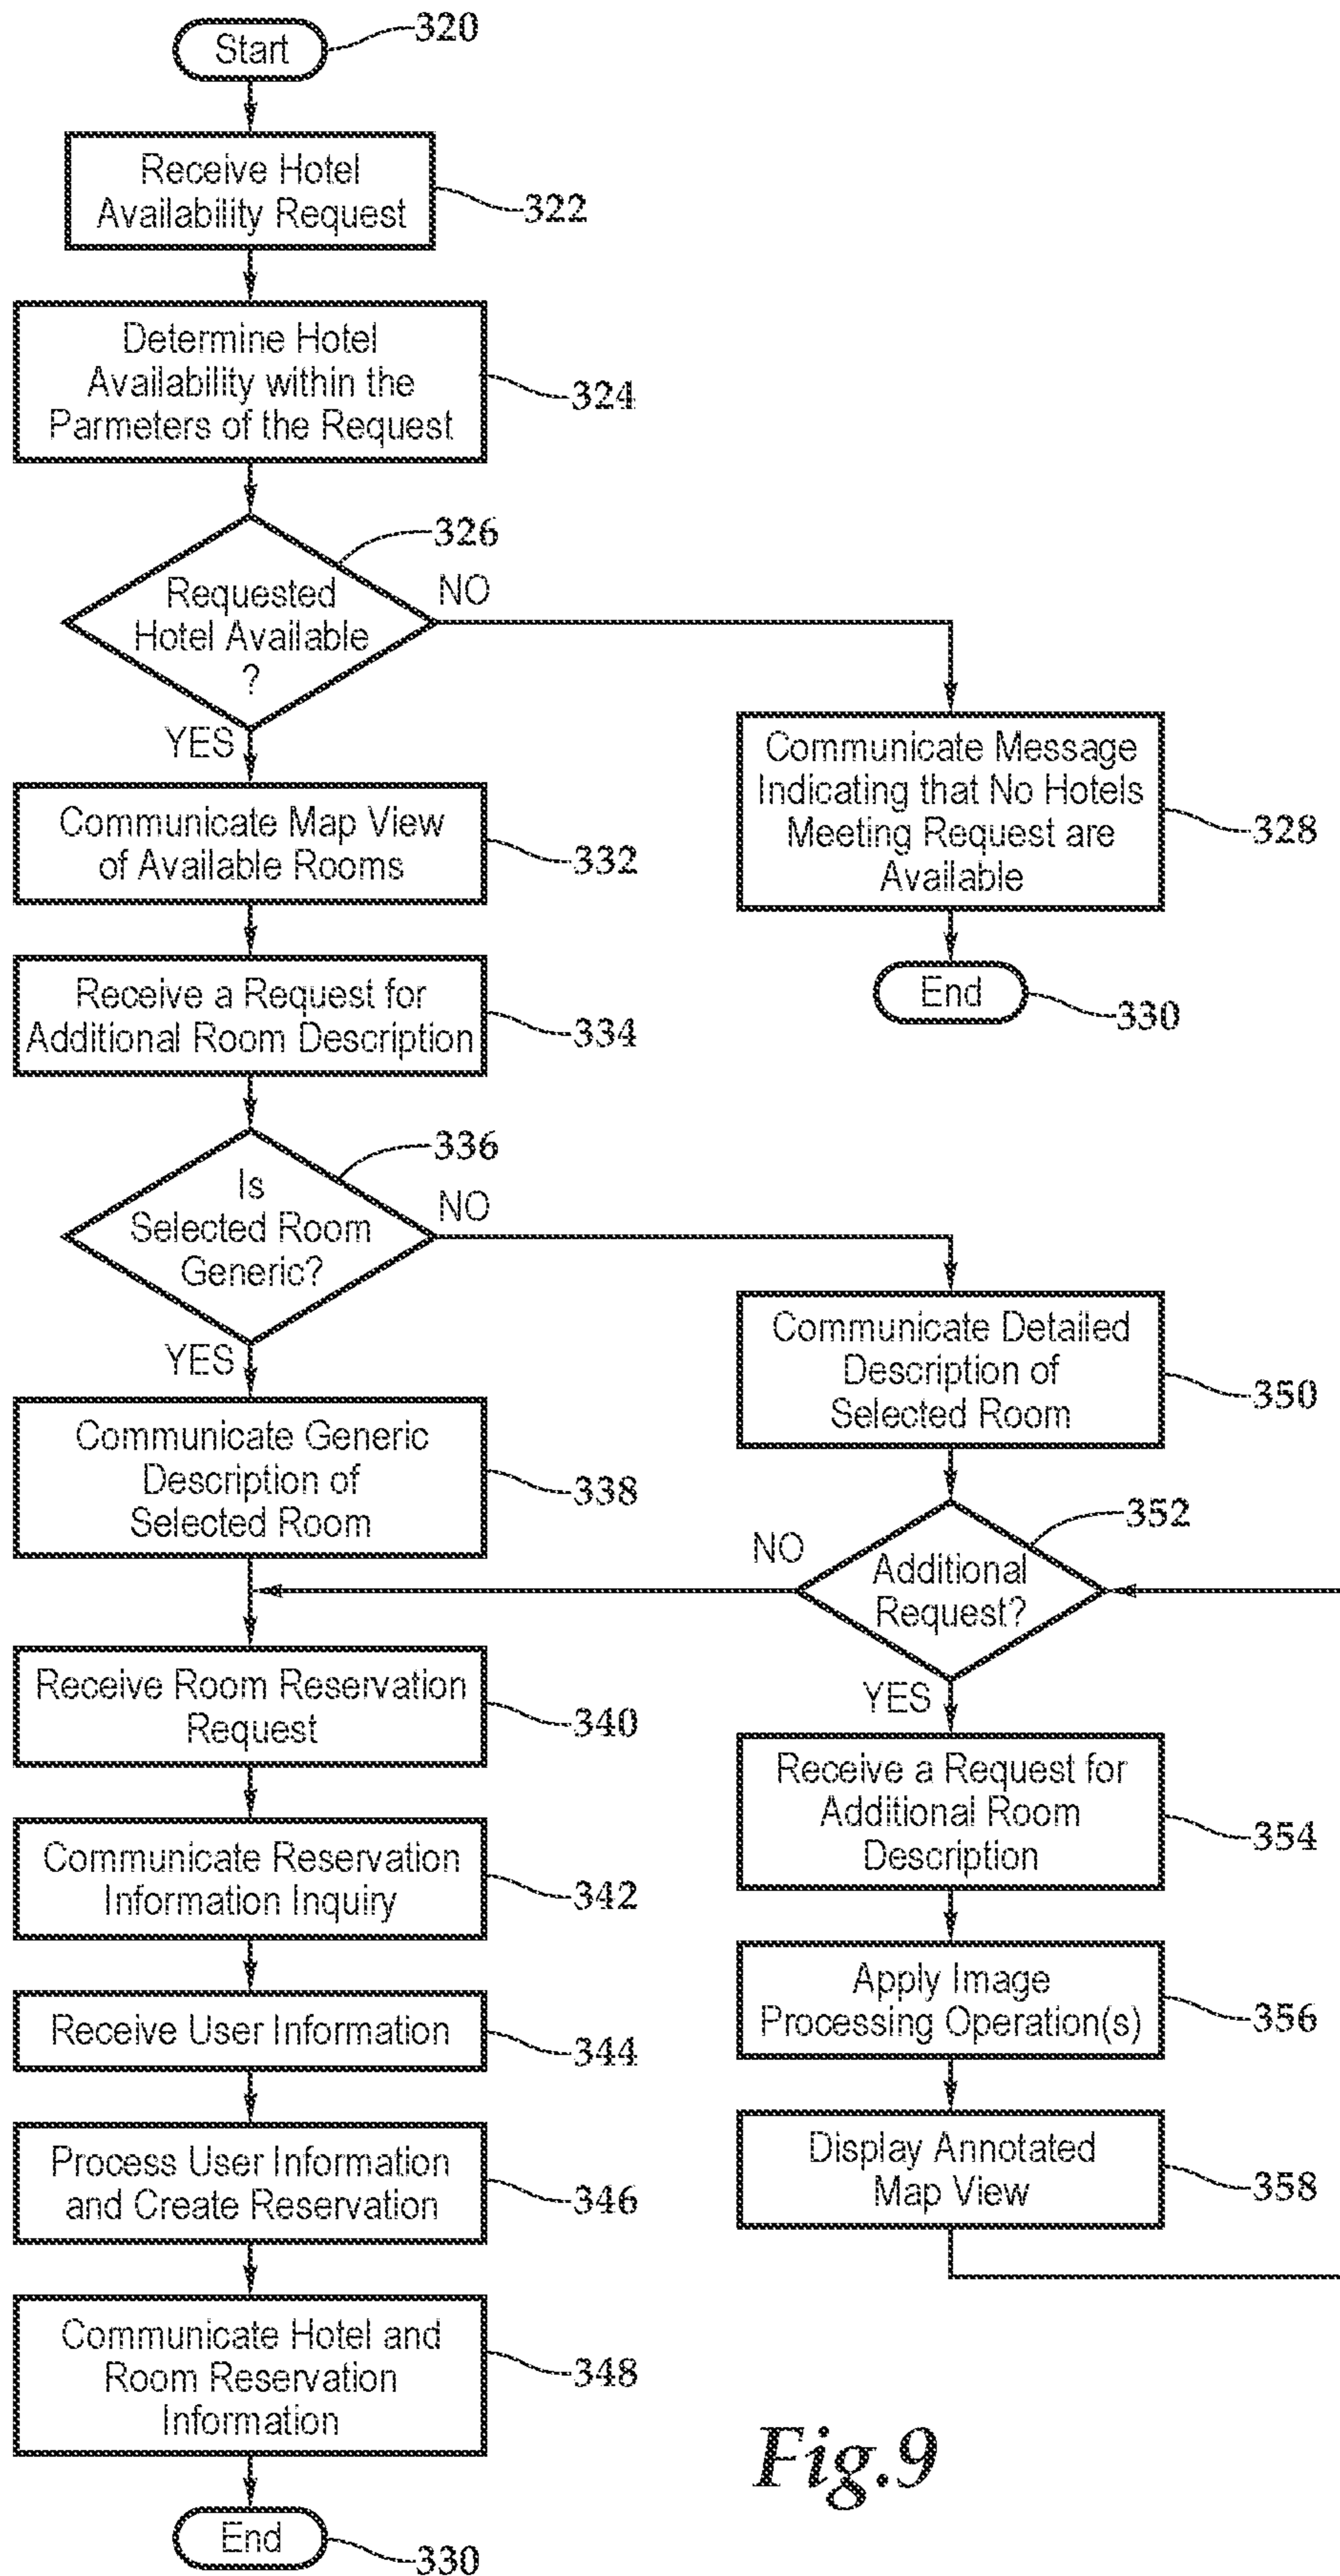 Start
320
Receive Hotel
Availability Request
322
Determine Hotel
Availability within the
Parmeters of the Request
324
326
Requested
Hotel Available
?
NO
YES
Communicate Message
Indicating that No Hotels
Meeting Request are
Available
328
End
330
Communicate Map View
of Available Rooms
332
Receive a Request for
Additional Room Description
334
336
Is
Selected Room
Generic?
NO
YES
Communicate Generic
Description of
Selected Room
338
Communicate Detailed
Description of
Selected Room
350
352
Additional
Request?
NO
YES
Receive Room Reservation
Request
340
Communicate Reservation
Information Inquiry
342
Receive User Information
344
Process User Information
and Create Reservation
346
Communicate Hotel and
Room Reservation
Information
348
End
330
Receive a Request for
Additional Room
Description
354
Apply Image
Processing Operation(s)
356
Display Annotated
Map View
358
Fig.9